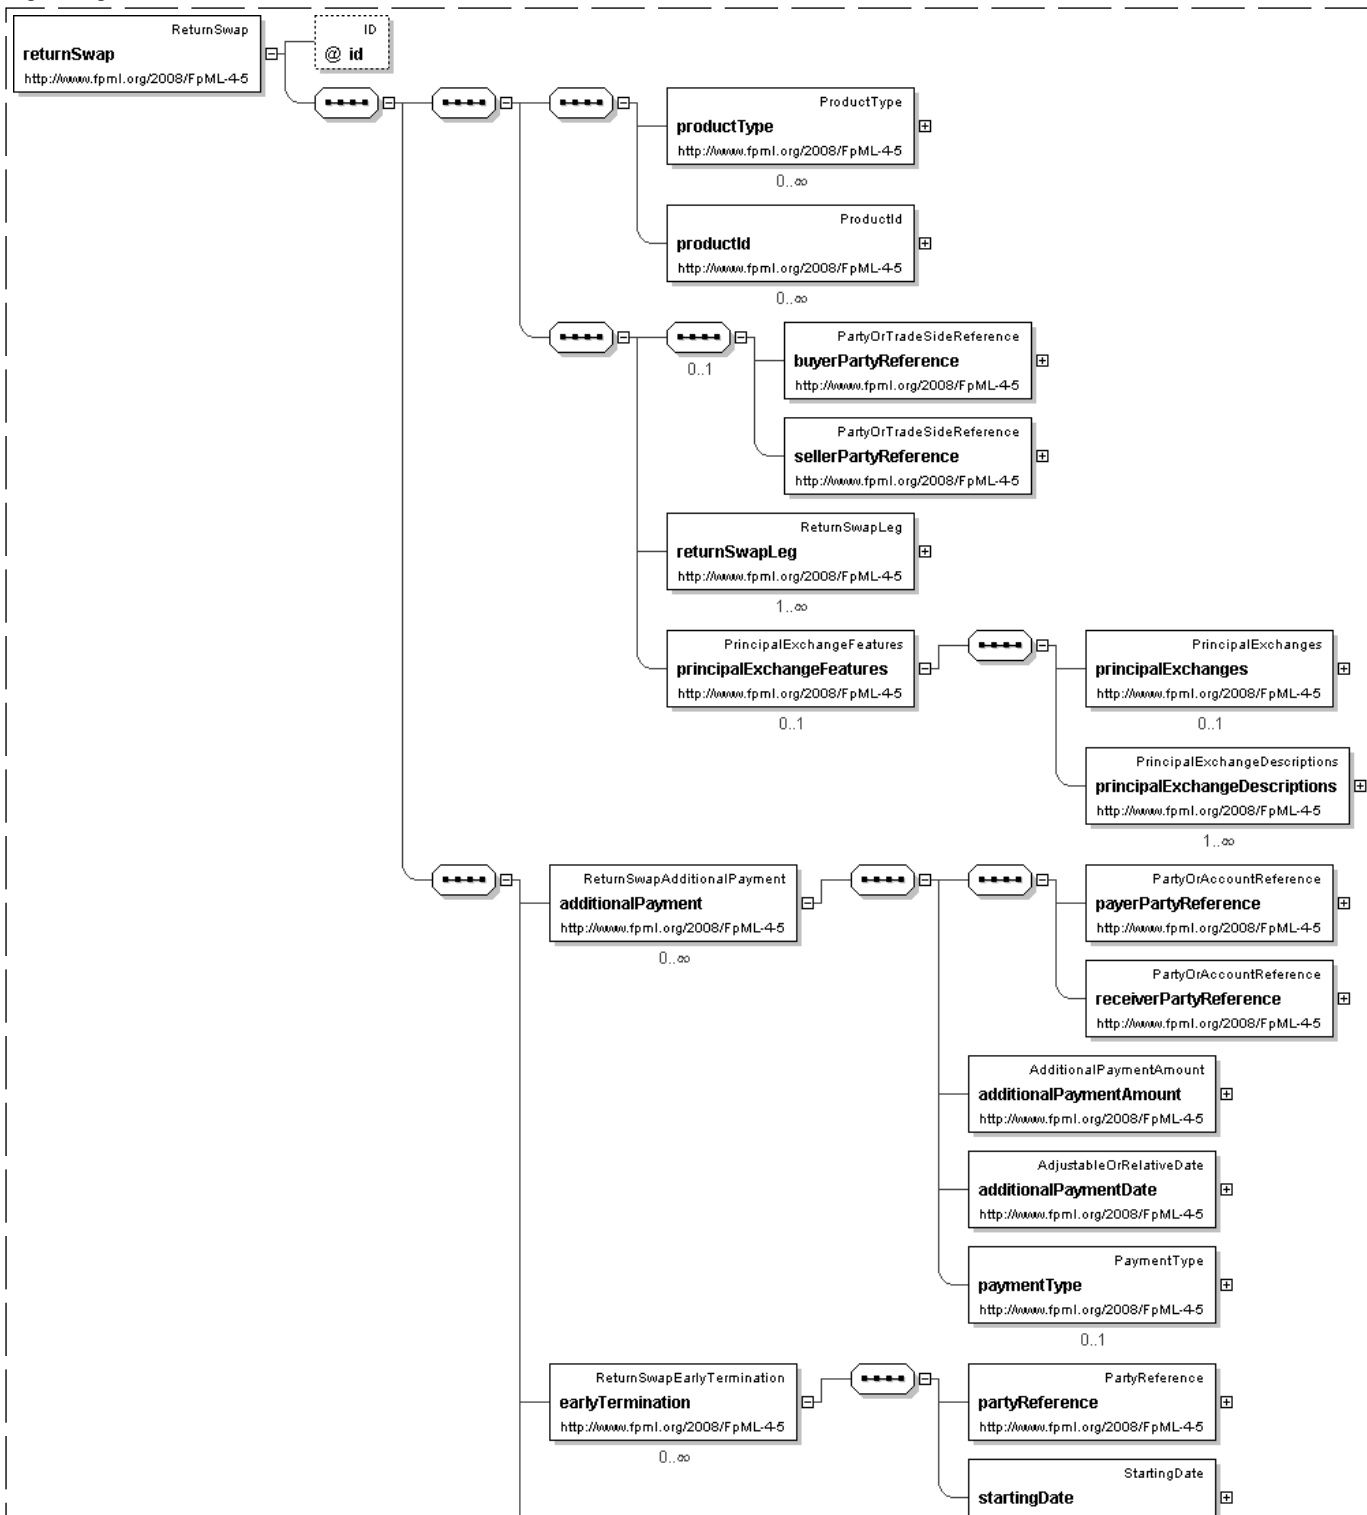 ReturnSwap
returnSwap
http://www.fpml.org/2008/FpML-4-5
ID
@ id
ProductType
productType
http://www.fpml.org/2008/FpML-4-5
0..∞
ProductId
productId
http://www.fpml.org/2008/FpML-4-5
0..∞
0..1
PartyOrTradeSideReference
buyerPartyReference
http://www.fpml.org/2008/FpML-4-5
PartyOrTradeSideReference
sellerPartyReference
http://www.fpml.org/2008/FpML-4-5
ReturnSwapLeg
returnSwapLeg
http://www.fpml.org/2008/FpML-4-5
1..∞
PrincipalExchangeFeatures
principalExchangeFeatures
http://www.fpml.org/2008/FpML-4-5
0..1
PrincipalExchanges
principalExchanges
http://www.fpml.org/2008/FpML-4-5
0..1
PrincipalExchangeDescriptions
principalExchangeDescriptions
http://www.fpml.org/2008/FpML-4-5
1..∞
ReturnSwapAdditionalPayment
additionalPayment
http://www.fpml.org/2008/FpML-4-5
0..∞
PartyOrAccountReference
payerPartyReference
http://www.fpml.org/2008/FpML-4-5
PartyOrAccountReference
receiverPartyReference
http://www.fpml.org/2008/FpML-4-5
AdditionalPaymentAmount
additionalPaymentAmount
http://www.fpml.org/2008/FpML-4-5
AdjustableOrRelativeDate
additionalPaymentDate
http://www.fpml.org/2008/FpML-4-5
PaymentType
paymentType
http://www.fpml.org/2008/FpML-4-5
0..1
ReturnSwapEarlyTermination
earlyTermination
http://www.fpml.org/2008/FpML-4-5
0..∞
PartyReference
partyReference
http://www.fpml.org/2008/FpML-4-5
StartingDate
startingDate